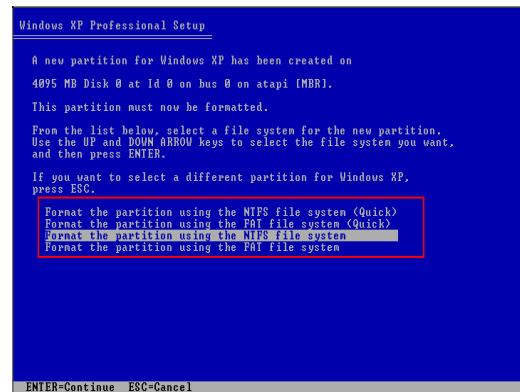 Windows XP Professional Setup
A new partition for Windows XP has been created on
4095 MB Disk 0 at Id 0 on bus 0 on atapi [MBR].
This partition must now be formatted.
From the list below, select a file system for the new partition.
Use the UP and DOWN ARROW keys to select the file system you want,
and then press ENTER.
If you want to select a different partition for Windows XP,
press ESC.
Format the partition using the NTFS file system (Quick)
Format the partition using the FAT file system (Quick)
Format the partition using the NTFS file system
Format the partition using the FAT file system
ENTER=Continue ESC=Cancel